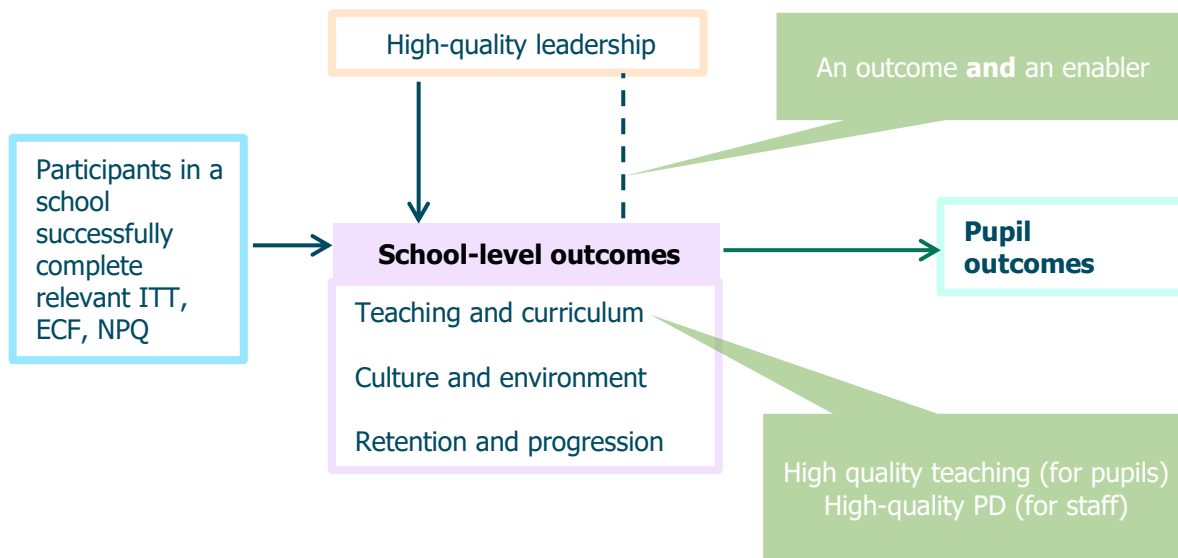 High-quality leadership
An outcome and an enabler
Participants in a
school
successfully
complete
relevant ITT,
ECF, NPQ
School-level outcomes
Teaching and curriculum
Culture and environment
Retention and progression
Pupil
outcomes
High quality teaching (for pupils)
High-quality PD (for staff)